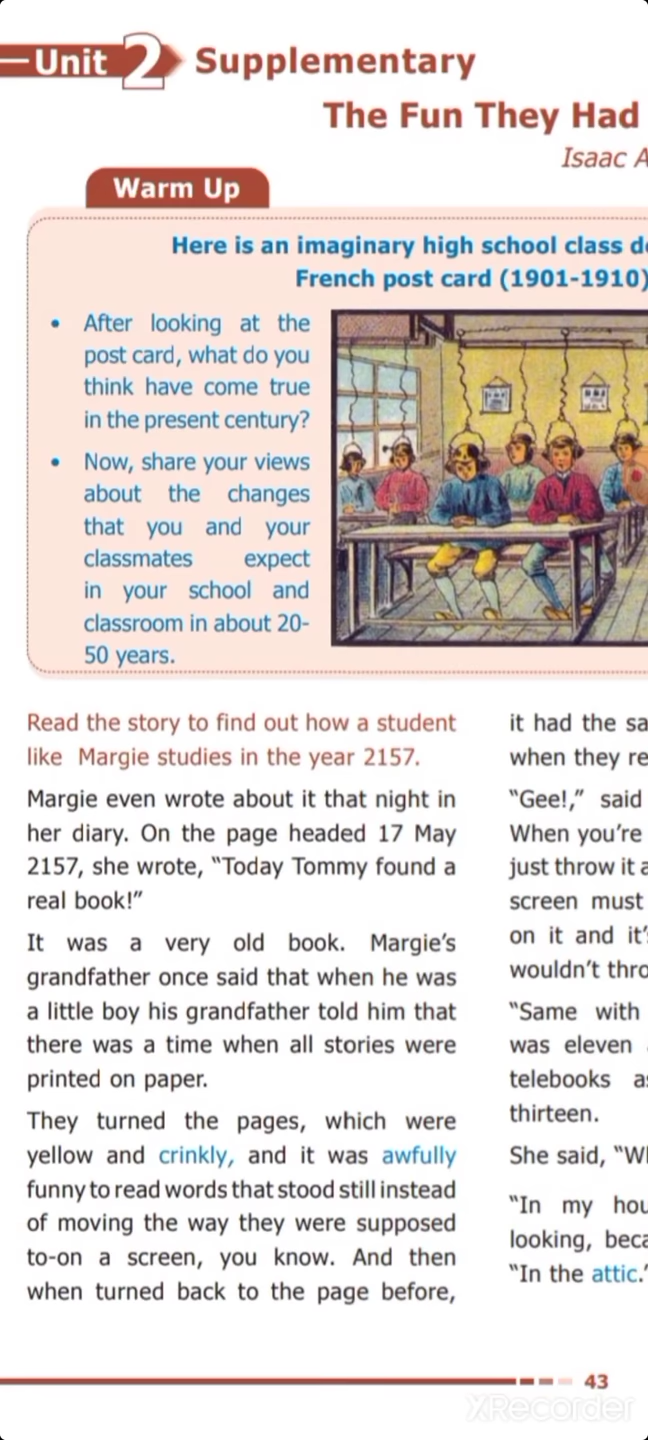 Unit 2 Supplementary
The Fun They Had
Isaac A
Warm Up
Here is an imaginary high school class d
French post card (1901-1910)
• After looking at the
post card, what do you
think have come true
in the present century?
• Now, share your views
about the changes
that you and your
classmates expect
in your school and
classroom in about 20-
50 years.
Read the story to find out how a student
like Margie studies in the year 2157.
Margie even wrote about it that night in
her diary. On the page headed 17 May
2157, she wrote, “Today Tommy found a
real book!”
It was a very old book. Margie’s
grandfather once said that when he was
a little boy his grandfather told him that
there was a time when all stories were
printed on paper.
They turned the pages, which were
yellow and crinkly, and it was awfully
funny to read words that stood still instead
of moving the way they were supposed
to-on a screen, you know. And then
when turned back to the page before,
it had the sa
when they re
“Gee!,” said
When you’re
just throw it a
screen must
on it and it’s
wouldn’t thro
“Same with
was eleven
telebooks as
thirteen.
She said, “Wh
“In my hou
looking, beca
“In the attic.”
43
XRecorder